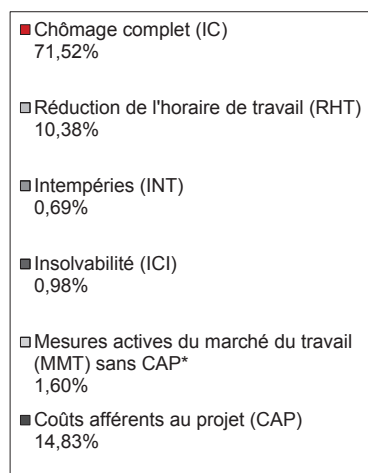 Chômage complet (IC)
71,52%
Réduction de l'horaire de travail (RHT)
10,38%
Intempéries (INT)
0,69%
Insolvabilité (ICI)
0,98%
Mesures actives du marché du travail
(MMT) sans CAP*
1,60%
Coûts afférents au projet (CAP)
14,83%